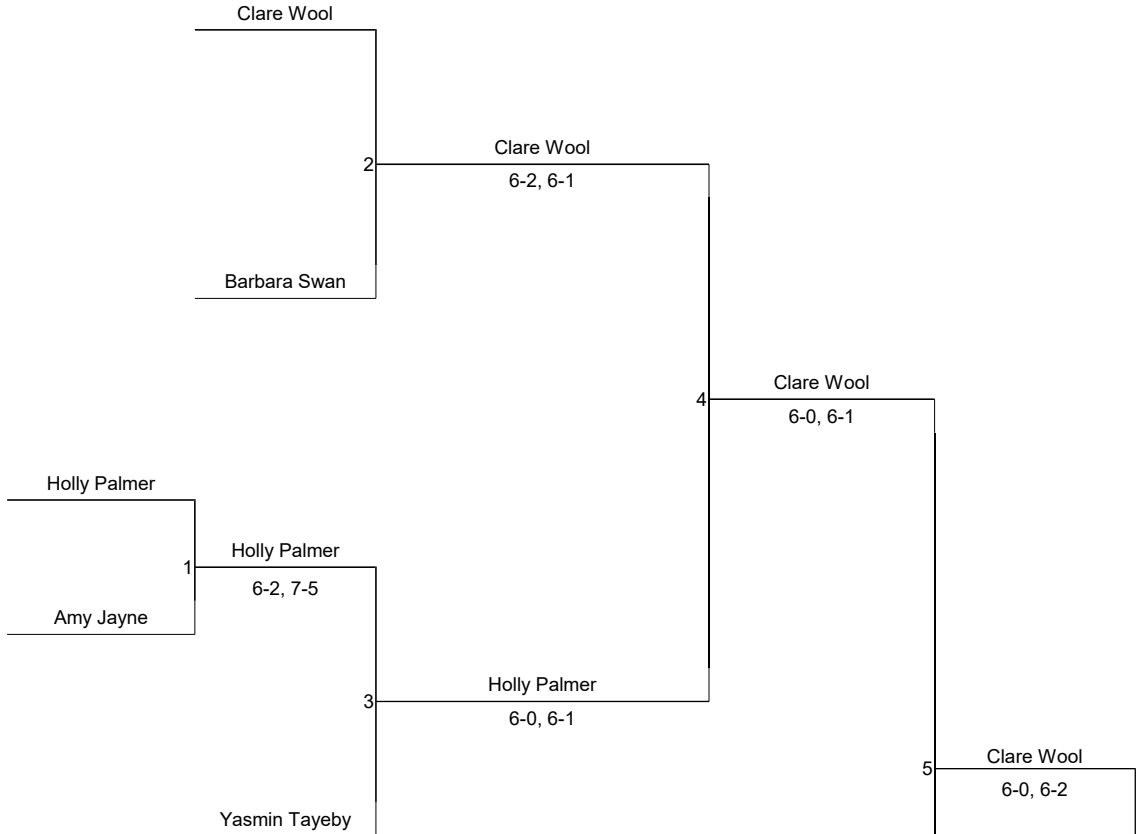 Clare Wool
2
Clare Wool
6-2, 6-1
Barbara Swan
4
Clare Wool
6-0, 6-1
Holly Palmer
1
Holly Palmer
6-2, 7-5
Amy Jayne
3
Holly Palmer
6-0, 6-1
5
Clare Wool
6-0, 6-2
Yasmin Tayeby